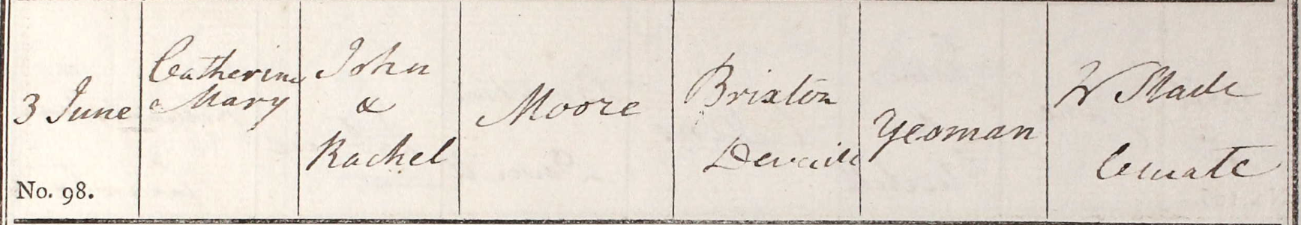 3 June
No. 98.
Catherine
Mary
John
&
Rachel
Moore
Brixton
Deverill
Yeoman
W Slade
Curate